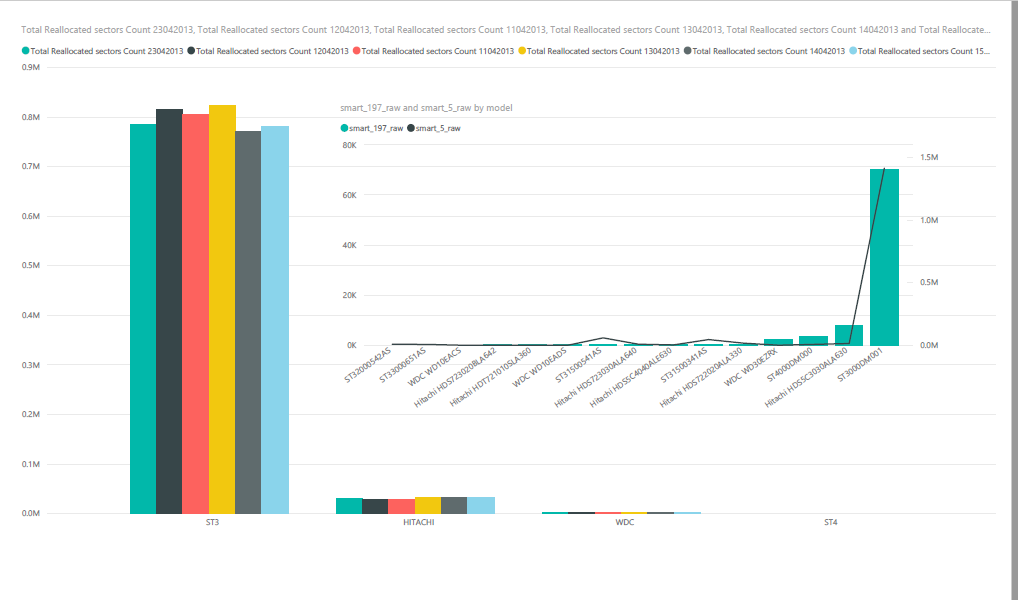 Total Reallocated sectors Count 23042013, Total Reallocated sectors Count 12042013, Total Reallocated sectors Count 11042013, Total Reallocated sectors Count 13042013, Total Reallocated sectors Count 14042013 and Total Reallocate...
Total Reallocated sectors Count 23042013 Total Reallocated sectors Count 12042013 Total Reallocated sectors Count 11042013 Total Reallocated sectors Count 13042013 Total Reallocated sectors Count 14042013 Total Reallocated sectors Count 15...
0.9M
0.8M
0.7M
0.6M
0.5M
0.4M
0.3M
0.2M
0.1M
0.0M
smart_197_raw and smart_5_raw by model
smart_197_raw smart_5_raw
80K
60K
40K
20K
0K
1.5M
1.0M
0.5M
0.0M
ST32000542AS
ST33000651AS
WDC WD10EACS
Hitachi HDS723020BLA642
Hitachi HDT721010SLA360
WDC WD10EADS
ST31500541AS
Hitachi HDS723030ALA640
Hitachi HDS5C4040ALE630
ST31500341AS
Hitachi HDS722020ALA330
WDC WD30EZRX
ST4000DM000
Hitachi HDS5C3030ALA630
ST3000DM001
ST3
HITACHI
WDC
ST4